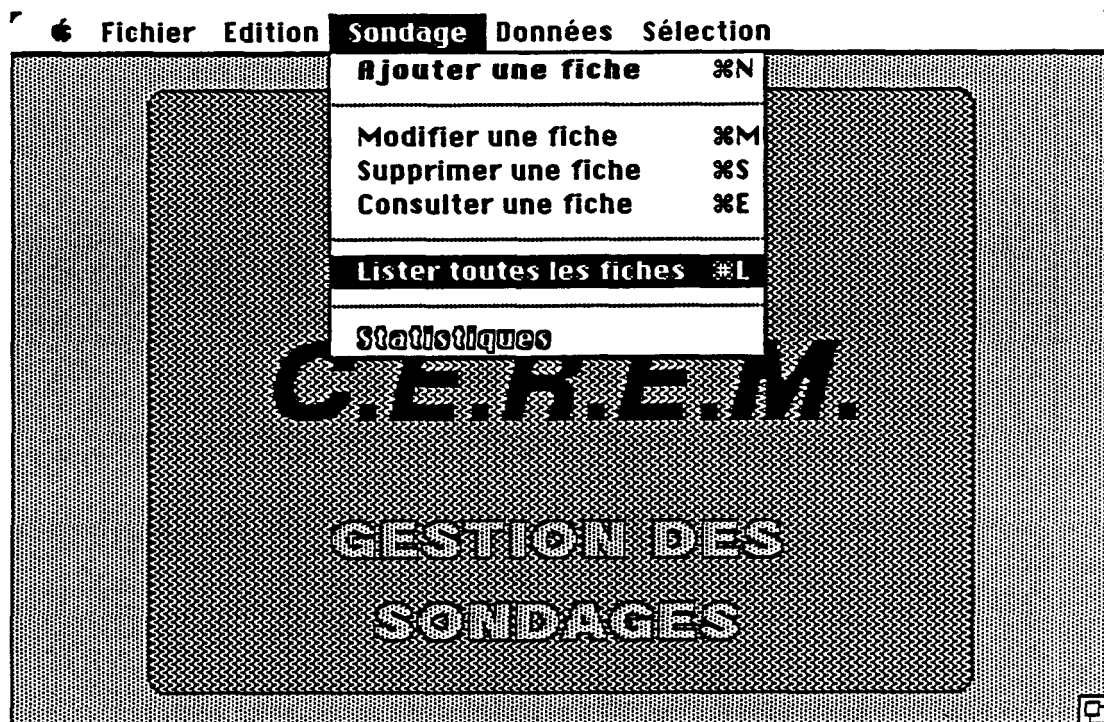 Fichier Edition Sondage Données Sélection
Ajouter une fiche ⌘N
Modifier une fiche ⌘M
Supprimer une fiche ⌘S
Consulter une fiche ⌘E
Lister toutes les fiches ⌘L
Statistiques
C.E.R.E.M.
GESTION DES
SONDAGES